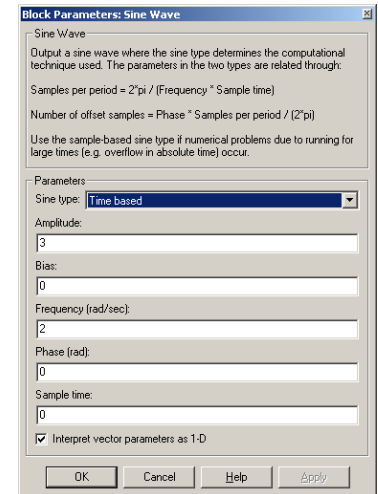 Block Parameters: Sine Wave
Sine Wave
Output a sine wave where the sine type determines the computational
technique used. The parameters in the two types are related through:
Samples per period = 2*pi / (Frequency * Sample time)
Number of offset samples = Phase * Samples per period / (2*pi)
Use the sample-based sine type if numerical problems due to running for
large times (e.g. overflow in absolute time) occur.
Parameters
Sine type: Time based
Amplitude:
3
Bias:
0
Frequency (rad/sec):
2
Phase (rad):
0
Sample time:
0
Interpret vector parameters as 1-D
OK Cancel Help Apply